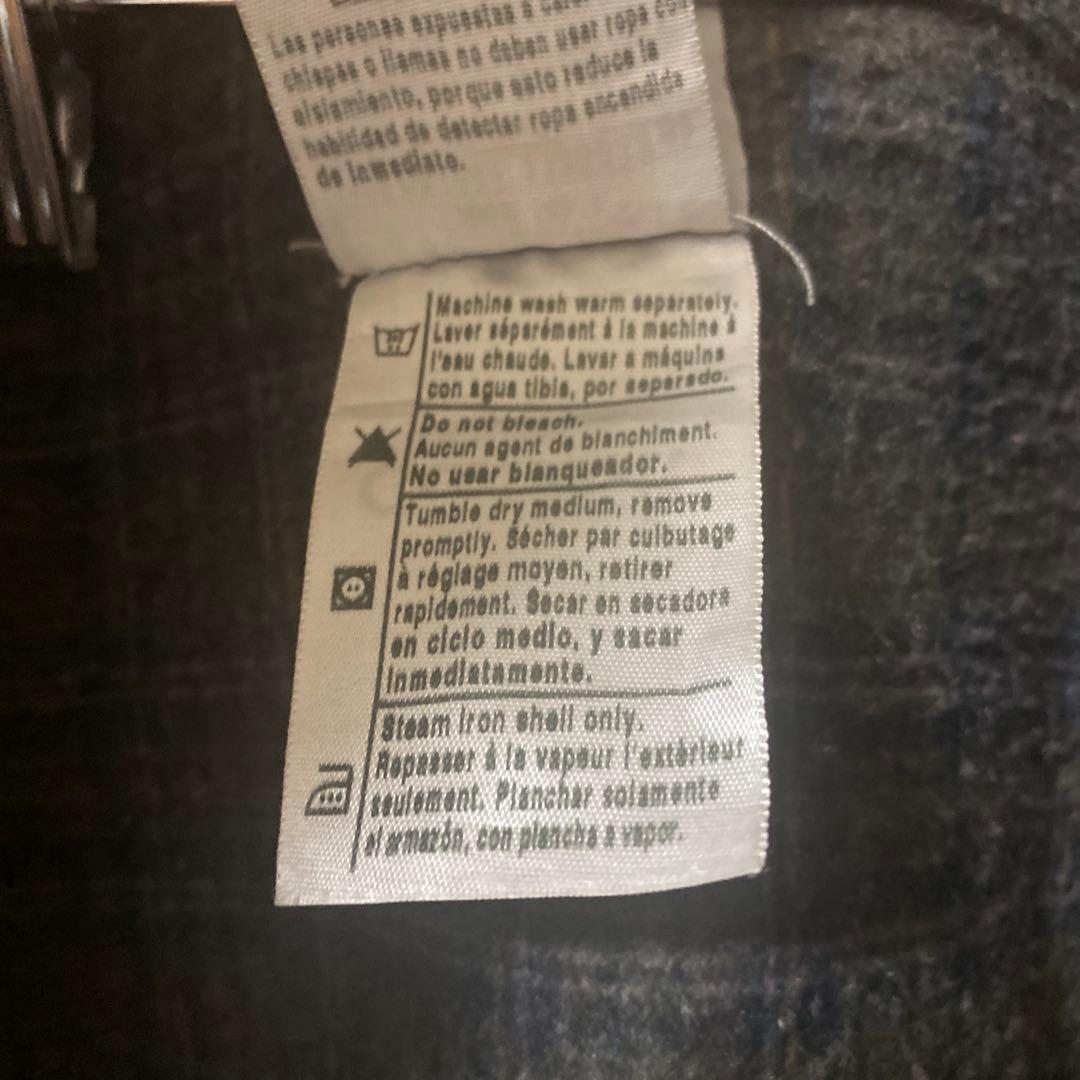 Las personas expuestas a
chispas o llamas no deben usar ropa con
aislamiento, porque esto reduce la
habilidad de detectar ropa encendida
de inmediato.
Machine wash warm separately.
Laver séparément à la machine à
l'eau chaude. Lavar a máquina
con agua tibia, por separado.
Do not bleach.
Aucun agent de blanchiment.
No usar blanqueador.
Tumble dry medium, remove
promptly. Sécher par culbutage
à réglage moyen, retirer
rapidement. Secar en secadora
en ciclo medio, y sacar
inmediatamente.
Steam iron shell only.
Repasser à la vapeur l'extérieur
seulement. Planchar solamente
el armazón, con plancha a vapor.